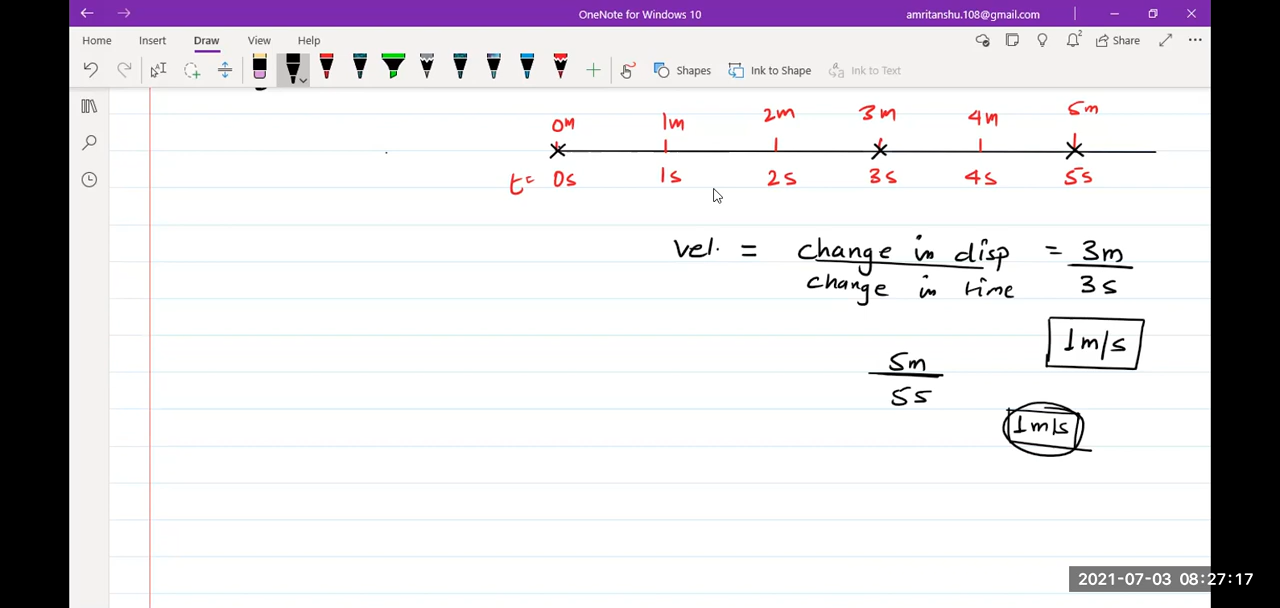 OneNote for Windows 10
amritanshu.108@gmail.com
Home Insert Draw View Help
2
Share
Shapes
Ink to Shape
Ink to Text
0m 1m 2m 3m 4m 5m
t= 0s 1s 2s 3s 4s 5s
vel. = change in disp = 3m
change in time 3s
1m/s
5m
5s
1m/s
2021-07-03 08:27:17